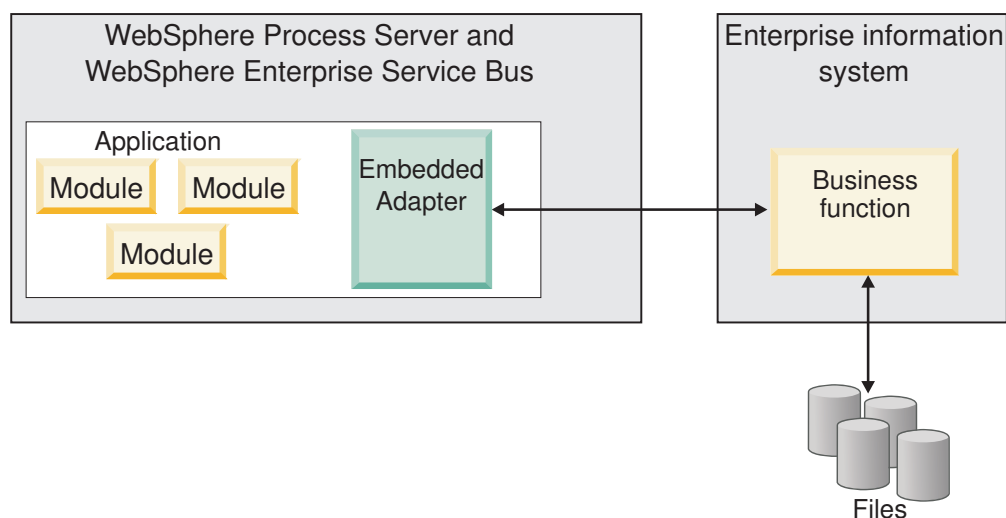 WebSphere Process Server and
WebSphere Enterprise Service Bus
Application
Module
Module
Module
Embedded
Adapter
Enterprise information
system
Business
function
Files